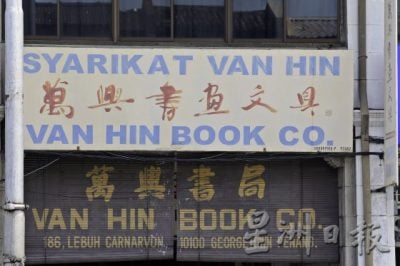 SYARIKAT VAN HIN
萬興書畫文具
VAN HIN BOOK CO.
萬興書局
VAN HIN BOOK CO.
86, LEBUH CARNARVON, 10100 GEORGETOWN PENANG.
星洲日报